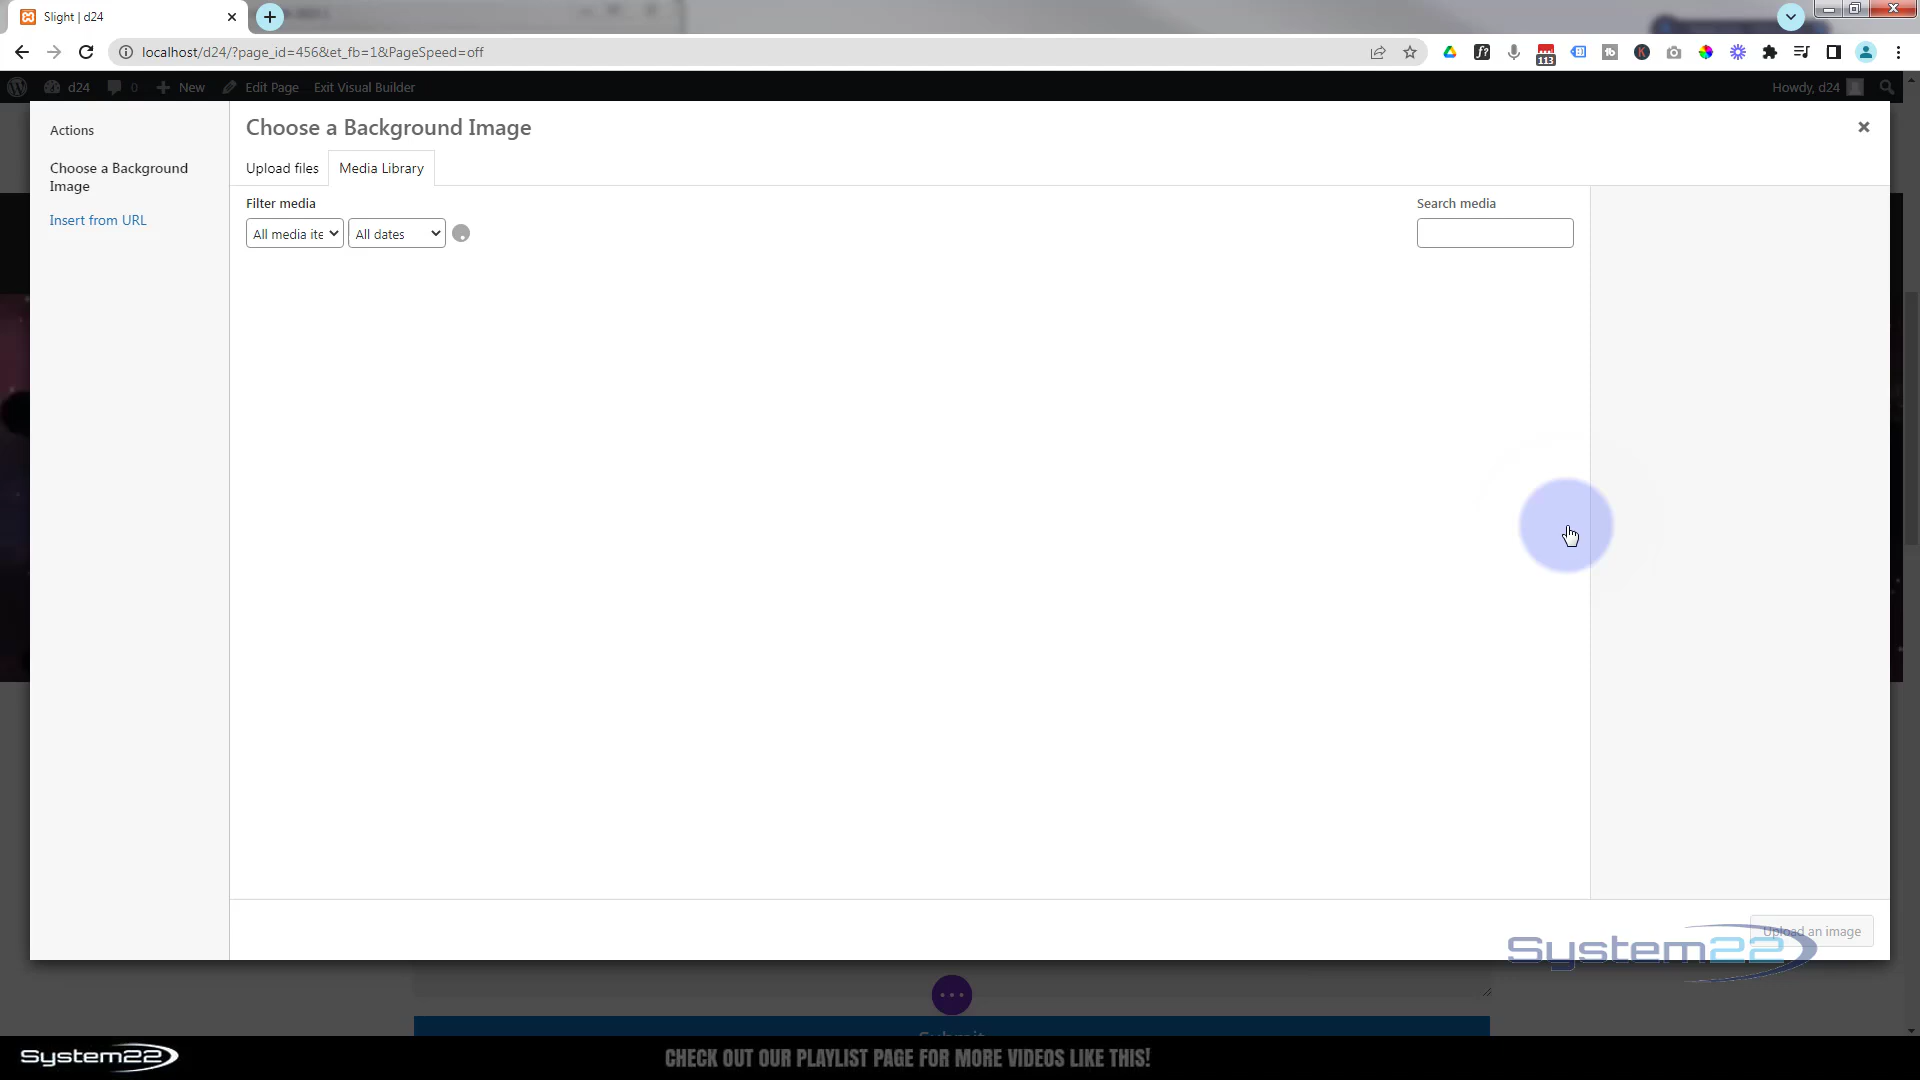 Slight | d24
localhost/d24/?page_id=456&et_fb=1&PageSpeed=off
113
d24
0
New
Edit Page
Exit Visual Builder
Howdy, d24
Actions
Choose a Background
Image
Insert from URL
Choose a Background Image
Upload files
Media Library
Filter media
All media ite
All dates
Search media
Upload an image
System22
Submit
System22
CHECK OUT OUR PLAYLIST PAGE FOR MORE VIDEOS LIKE THIS!